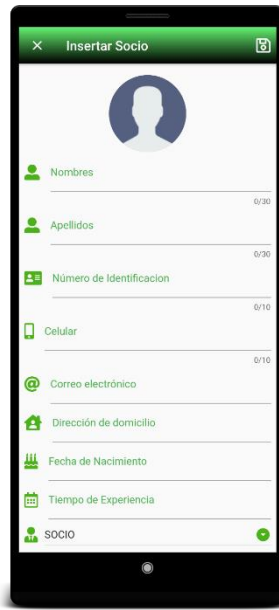 Insertar Socio
Nombres
0/30
Apellidos
0/30
Número de Identificacion
0/10
Celular
0/10
Correo electrónico
Dirección de domicilio
Fecha de Nacimiento
Tiempo de Experiencia
SOCIO